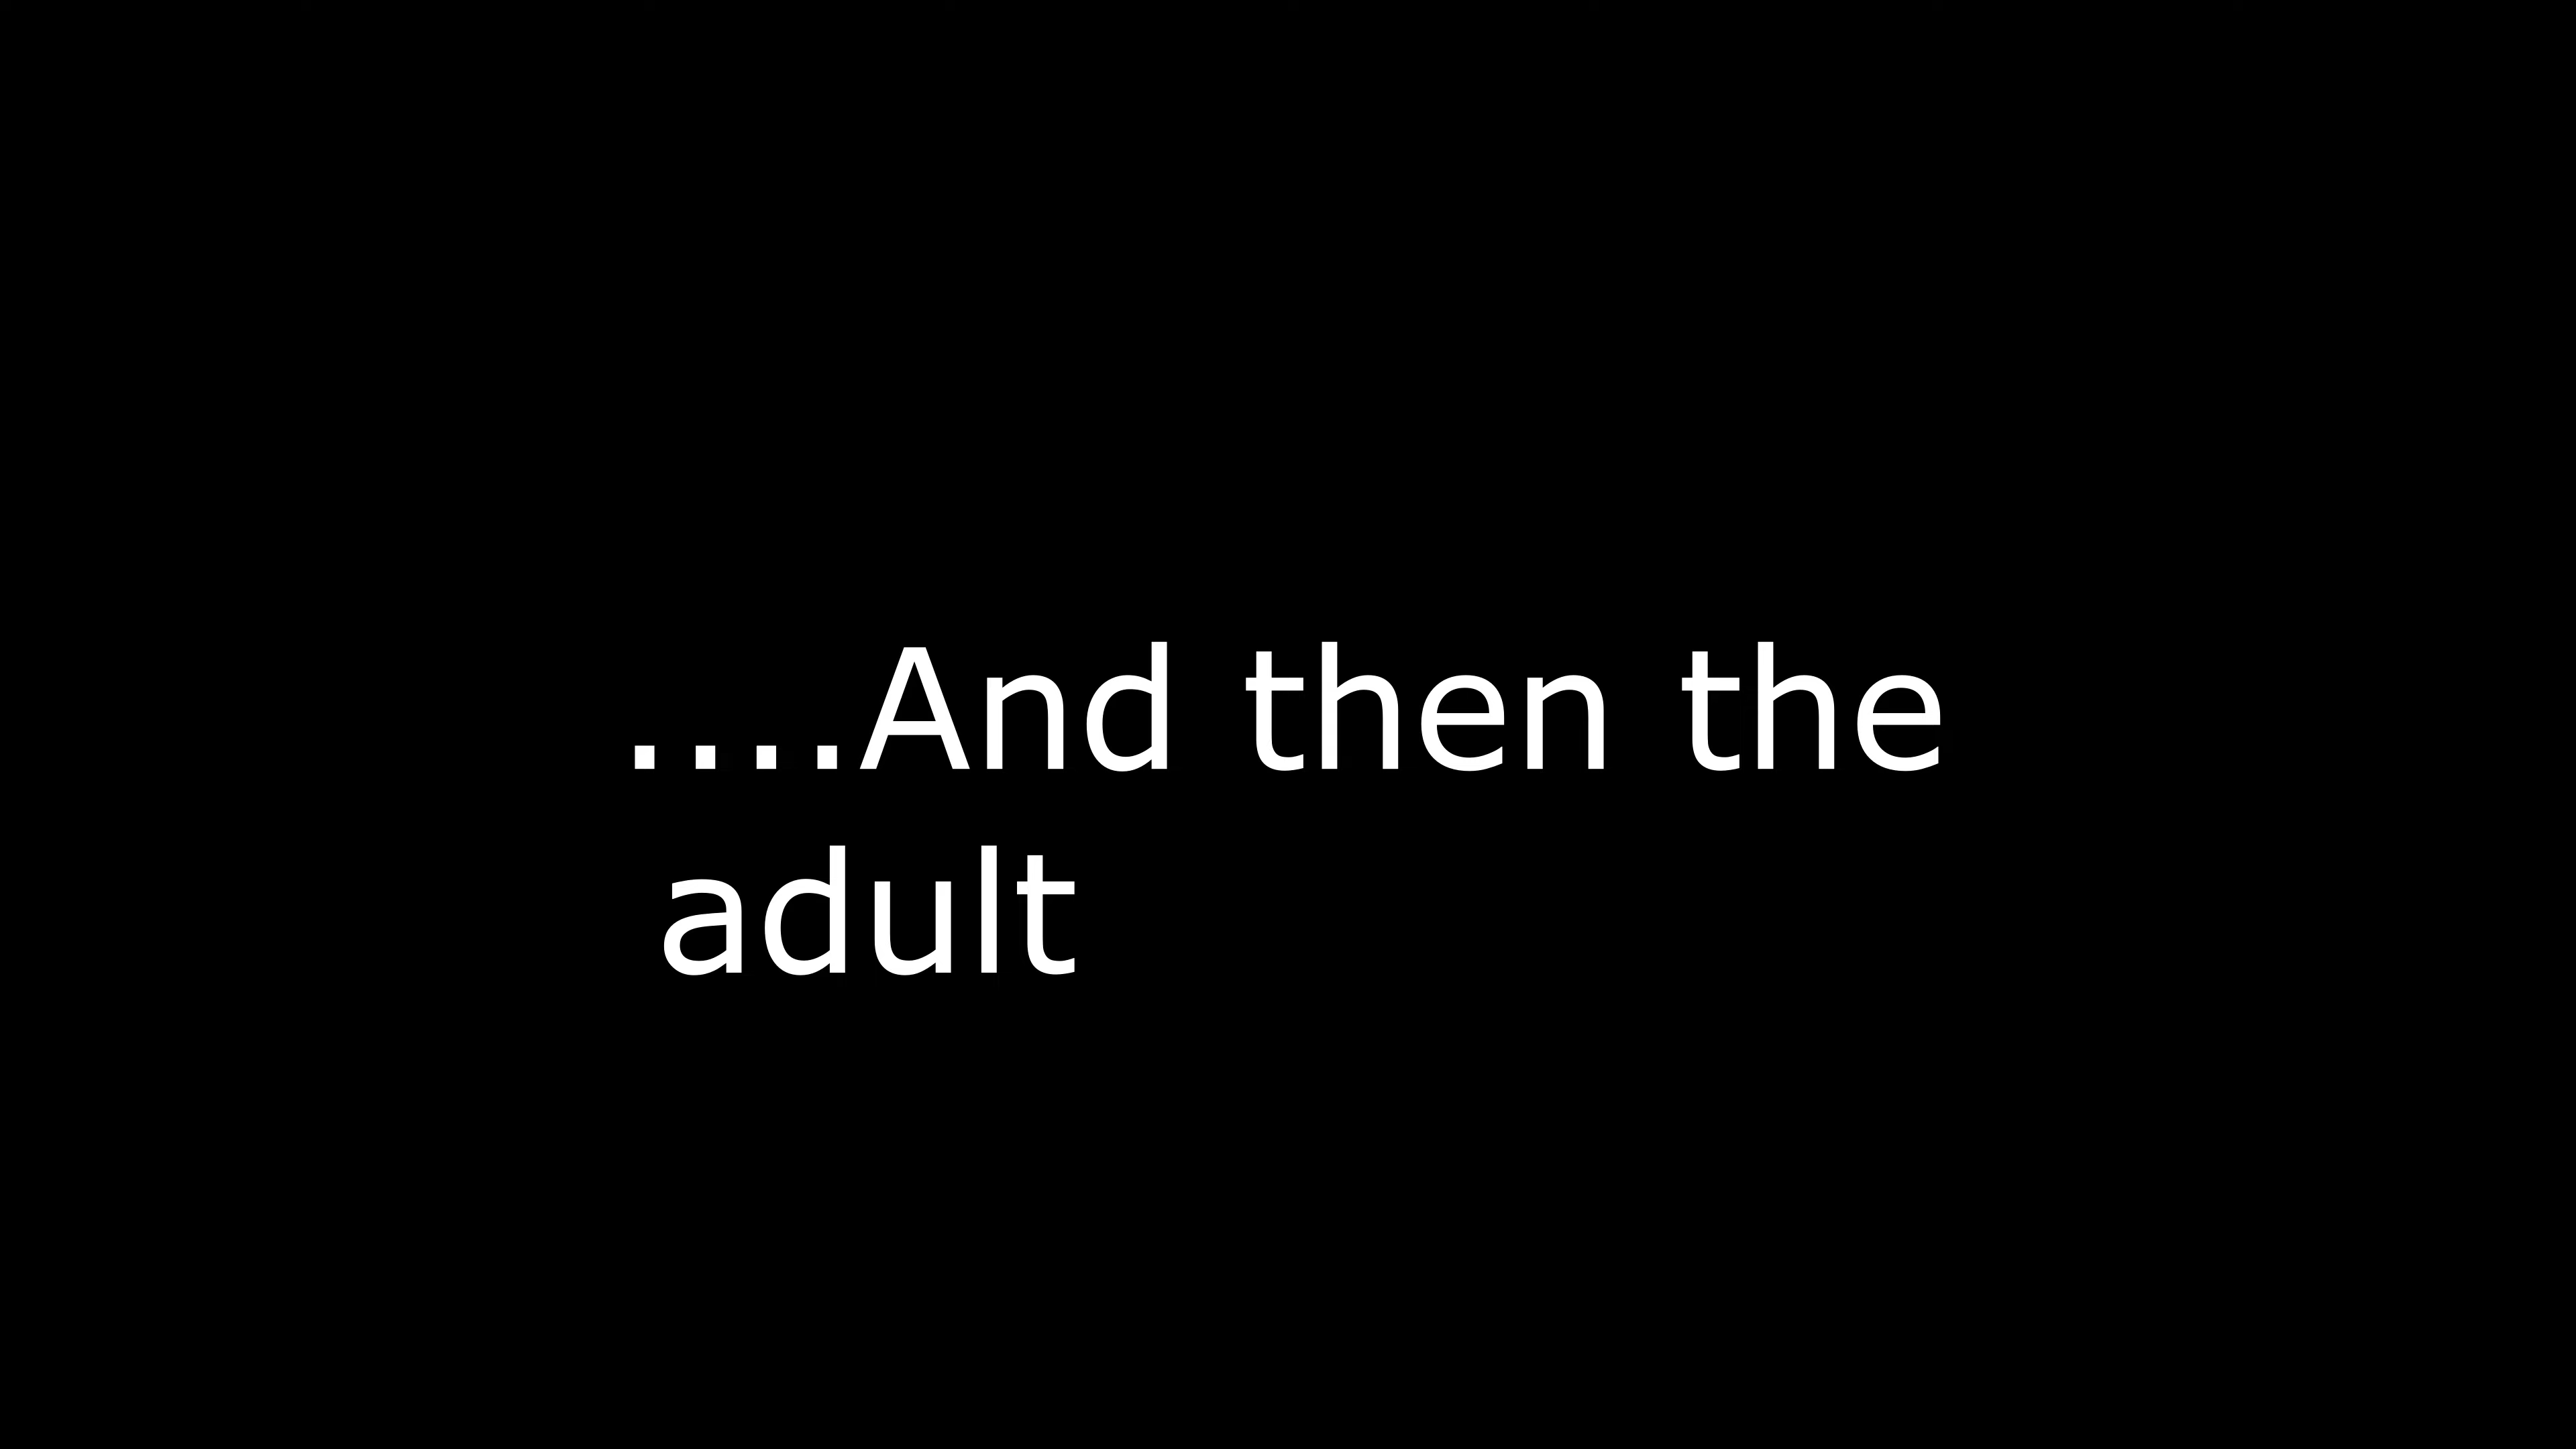 ....And then the
adult